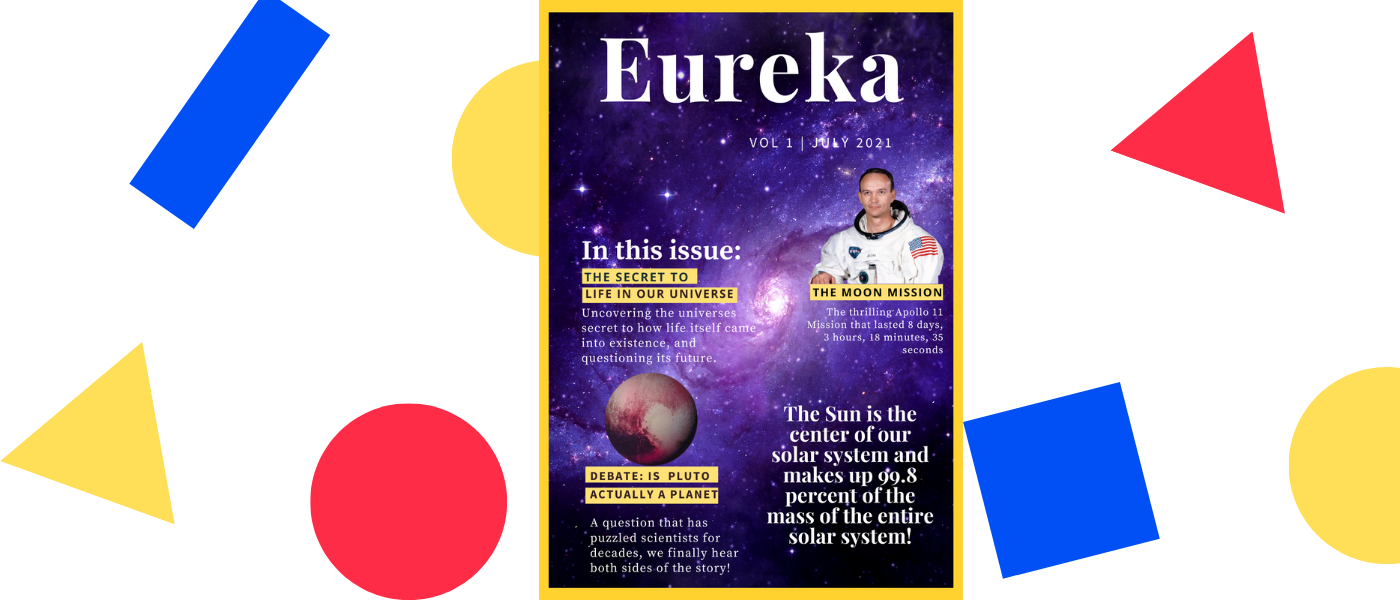 Eureka
VOL 1 | JULY 2021
In this issue:
THE SECRET TO
LIFE IN OUR UNIVERSE
Uncovering the universes
secret to how life itself came
into existence, and
questioning its future.
THE MOON MISSION
The thrilling Apollo 11
Mission that lasted 8 days,
3 hours, 18 minutes, 35
seconds
DEBATE: IS PLUTO
ACTUALLY A PLANET
A question that has
puzzled scientists for
decades, we finally hear
both sides of the story!
The Sun is the
center of our
solar system and
makes up 99.8
percent of the
mass of the entire
solar system!